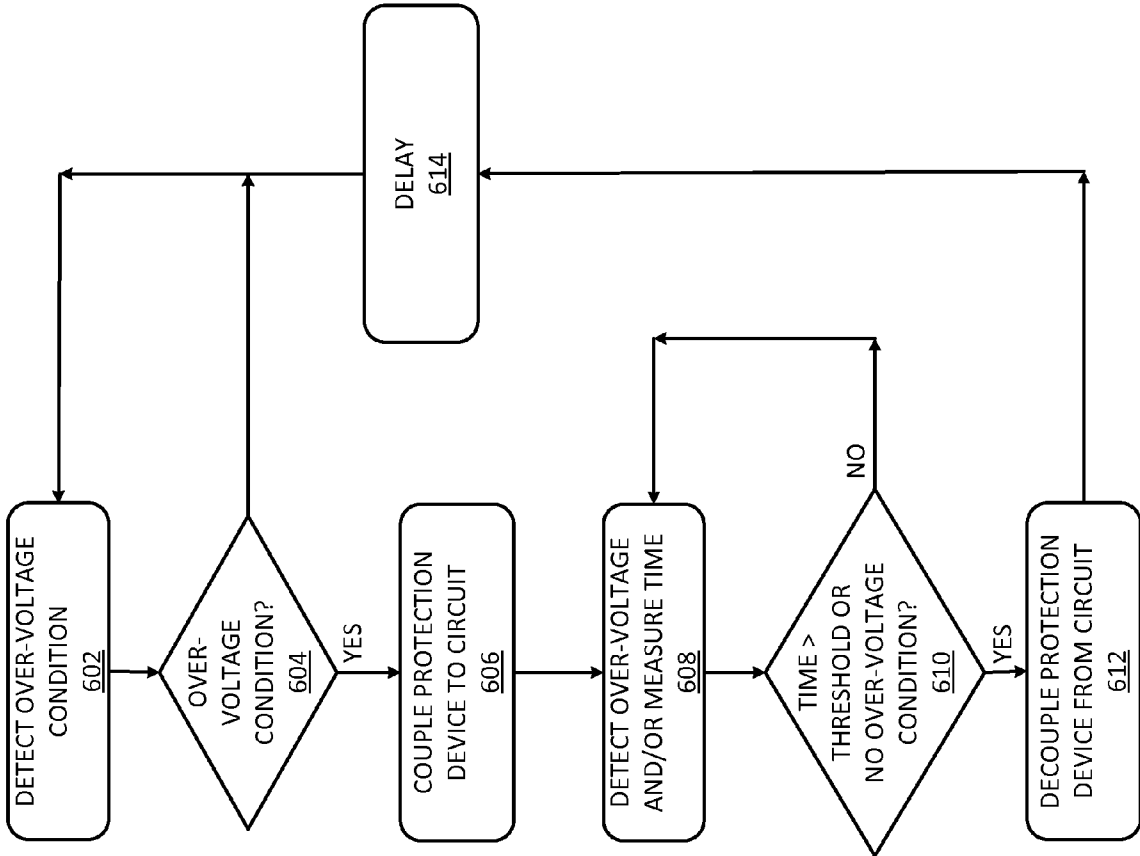 DETECT OVER-VOLTAGE
CONDITION
602
OVER-
VOLTAGE
CONDITION?
604
YES
COUPLE PROTECTION
DEVICE TO CIRCUIT
606
DETECT OVER-VOLTAGE
AND/OR MEASURE TIME
608
TIME >
THRESHOLD OR
NO OVER-VOLTAGE
CONDITION?
610
NO
YES
DECOUPLE PROTECTION
DEVICE FROM CIRCUIT
612
DELAY
614